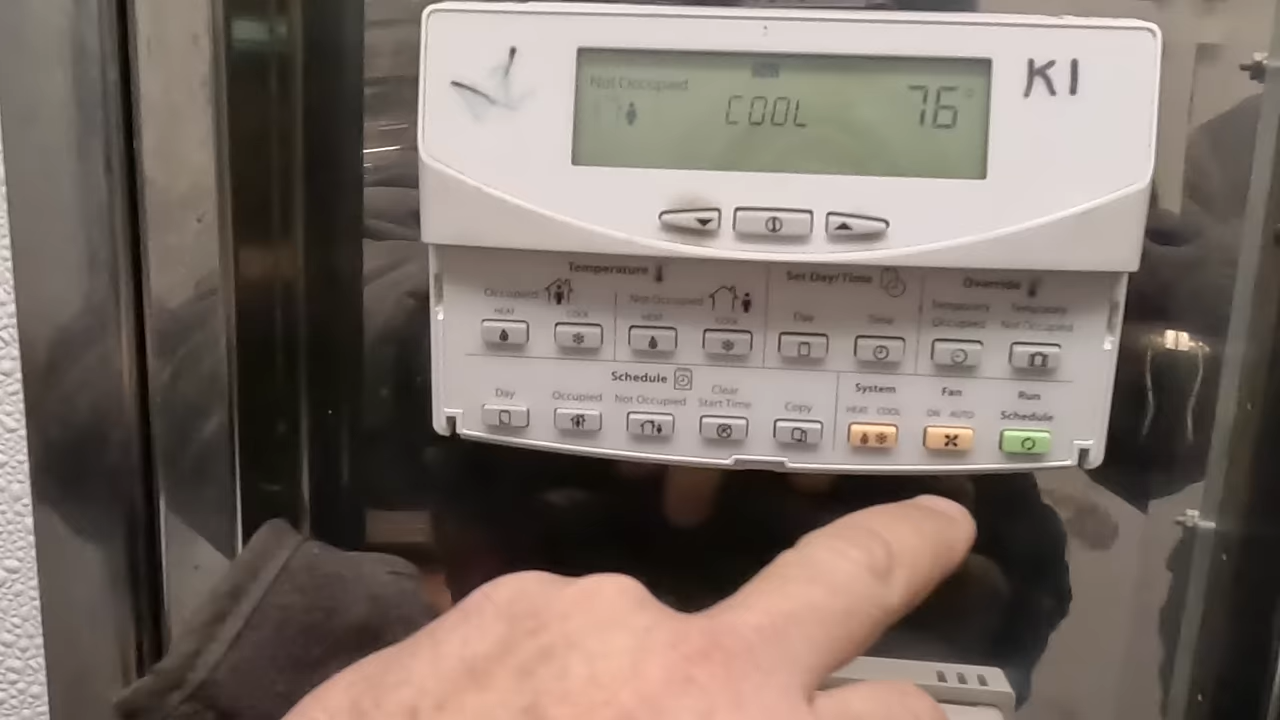 K1
Not Occupied
COOL 76°
Temperature
Set Day/Time
Override
Occupied
Not Occupied
Temporary Occupied
Temporary Not Occupied
HEAT COOL
HEAT COOL
Day
Time
Schedule
Day
Occupied
Not Occupied
Clear
Start Time
Copy
System
HEAT COOL
Fan
ON AUTO
Run
Schedule